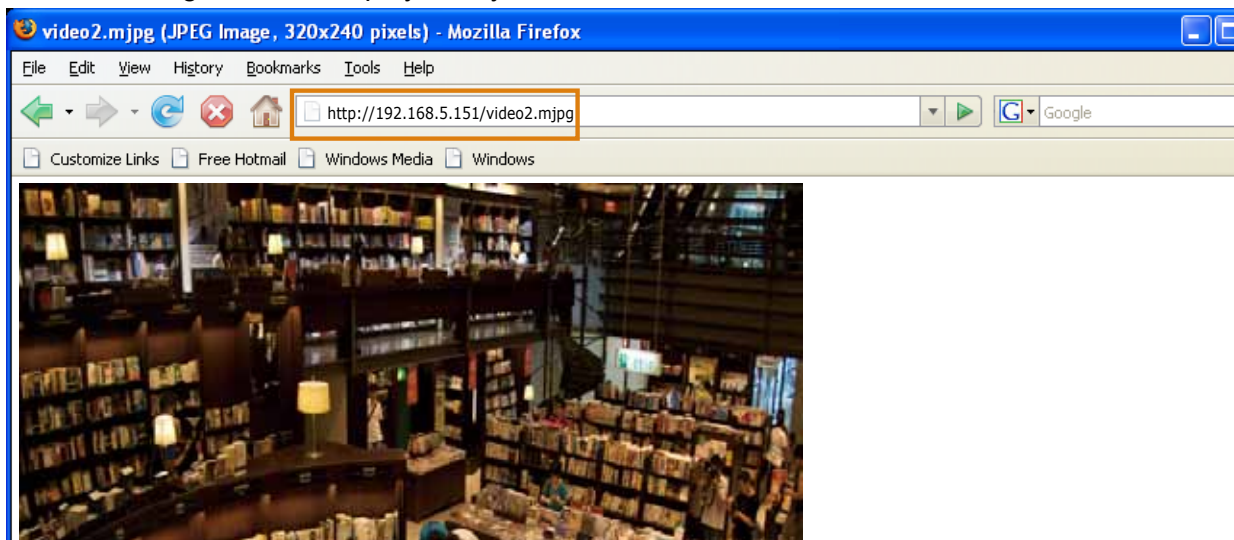 video2.mjpg (JPEG Image, 320x240 pixels) - Mozilla Firefox
File Edit View History Bookmarks Tools Help
http://192.168.5.151/video2.mjpg G Google
Customize Links Free Hotmail Windows Media Windows